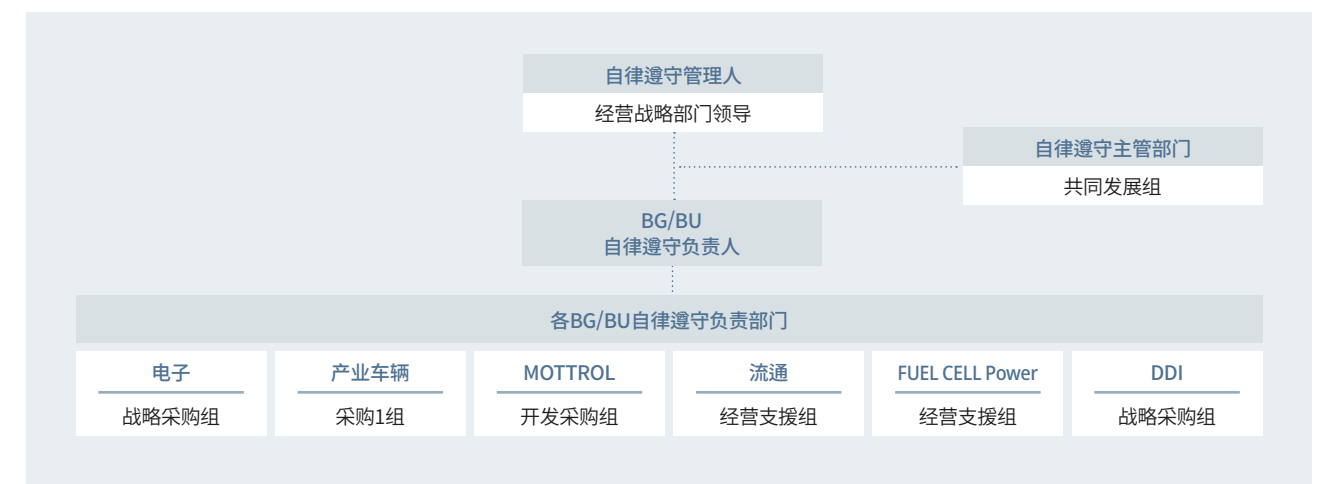 自律遵守管理人
经营战略部门领导
自律遵守主管部门
共同发展组
BG/BU
自律遵守负责人
各BG/BU自律遵守负责部门
电子
战略采购组
产业车辆
采购1组
MOTTROL
开发采购组
流通
经营支援组
FUEL CELL Power
经营支援组
DDI
战略采购组